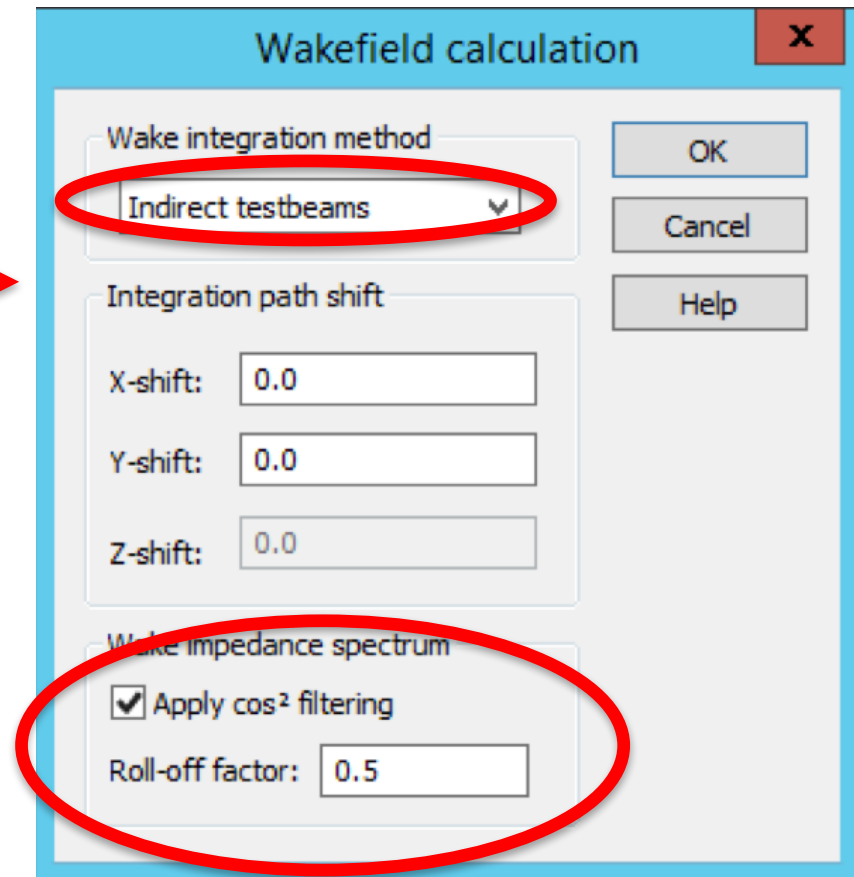 Wakefield calculation
x
Wake integration method
OK
Indirect testbeams
Cancel
Integration path shift
Help
X-shift: 0.0
Y-shift: 0.0
Z-shift: 0.0
Wake impedance spectrum
Apply cos² filtering
Roll-off factor: 0.5